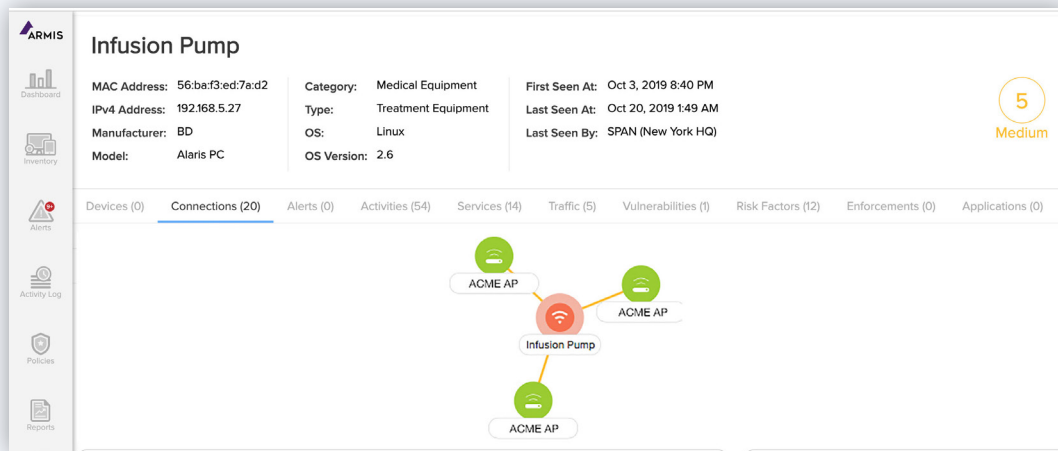 ARMIS
Infusion Pump
MAC Address: 56:ba:f3:ed:7a:d2
IPv4 Address: 192.168.5.27
Manufacturer: BD
Model: Alaris PC
Category: Medical Equipment
Type: Treatment Equipment
OS: Linux
OS Version: 2.6
First Seen At: Oct 3, 2019 8:40 PM
Last Seen At: Oct 20, 2019 1:49 AM
Last Seen By: SPAN (New York HQ)
5
Medium
Dashboard
Inventory
9+
Alerts
Activity Log
Policies
Reports
Devices (0) Connections (20) Alerts (0) Activities (54) Services (14) Traffic (5) Vulnerabilities (1) Risk Factors (12) Enforcements (0) Applications (0)
ACME AP
ACME AP
Infusion Pump
ACME AP